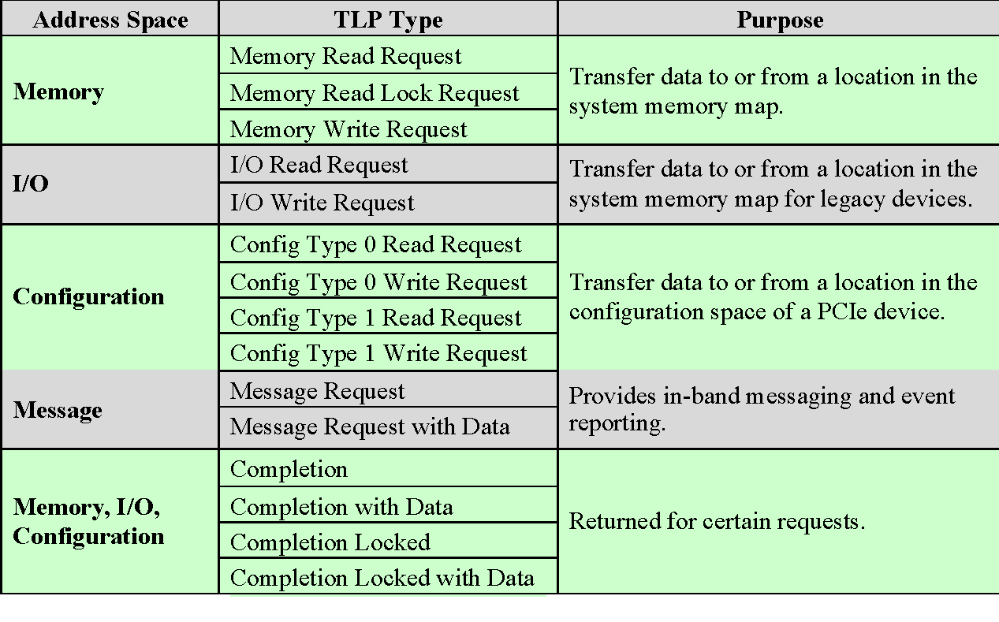 Address Space
TLP Type
Purpose
Memory
Memory Read Request
Memory Read Lock Request
Memory Write Request
Transfer data to or from a location in the
system memory map.
I/O
I/O Read Request
I/O Write Request
Transfer data to or from a location in the
system memory map for legacy devices.
Configuration
Config Type 0 Read Request
Config Type 0 Write Request
Config Type 1 Read Request
Config Type 1 Write Request
Transfer data to or from a location in the
configuration space of a PCIe device.
Message
Message Request
Message Request with Data
Provides in-band messaging and event
reporting.
Memory, I/O,
Configuration
Completion
Completion with Data
Completion Locked
Completion Locked with Data
Returned for certain requests.